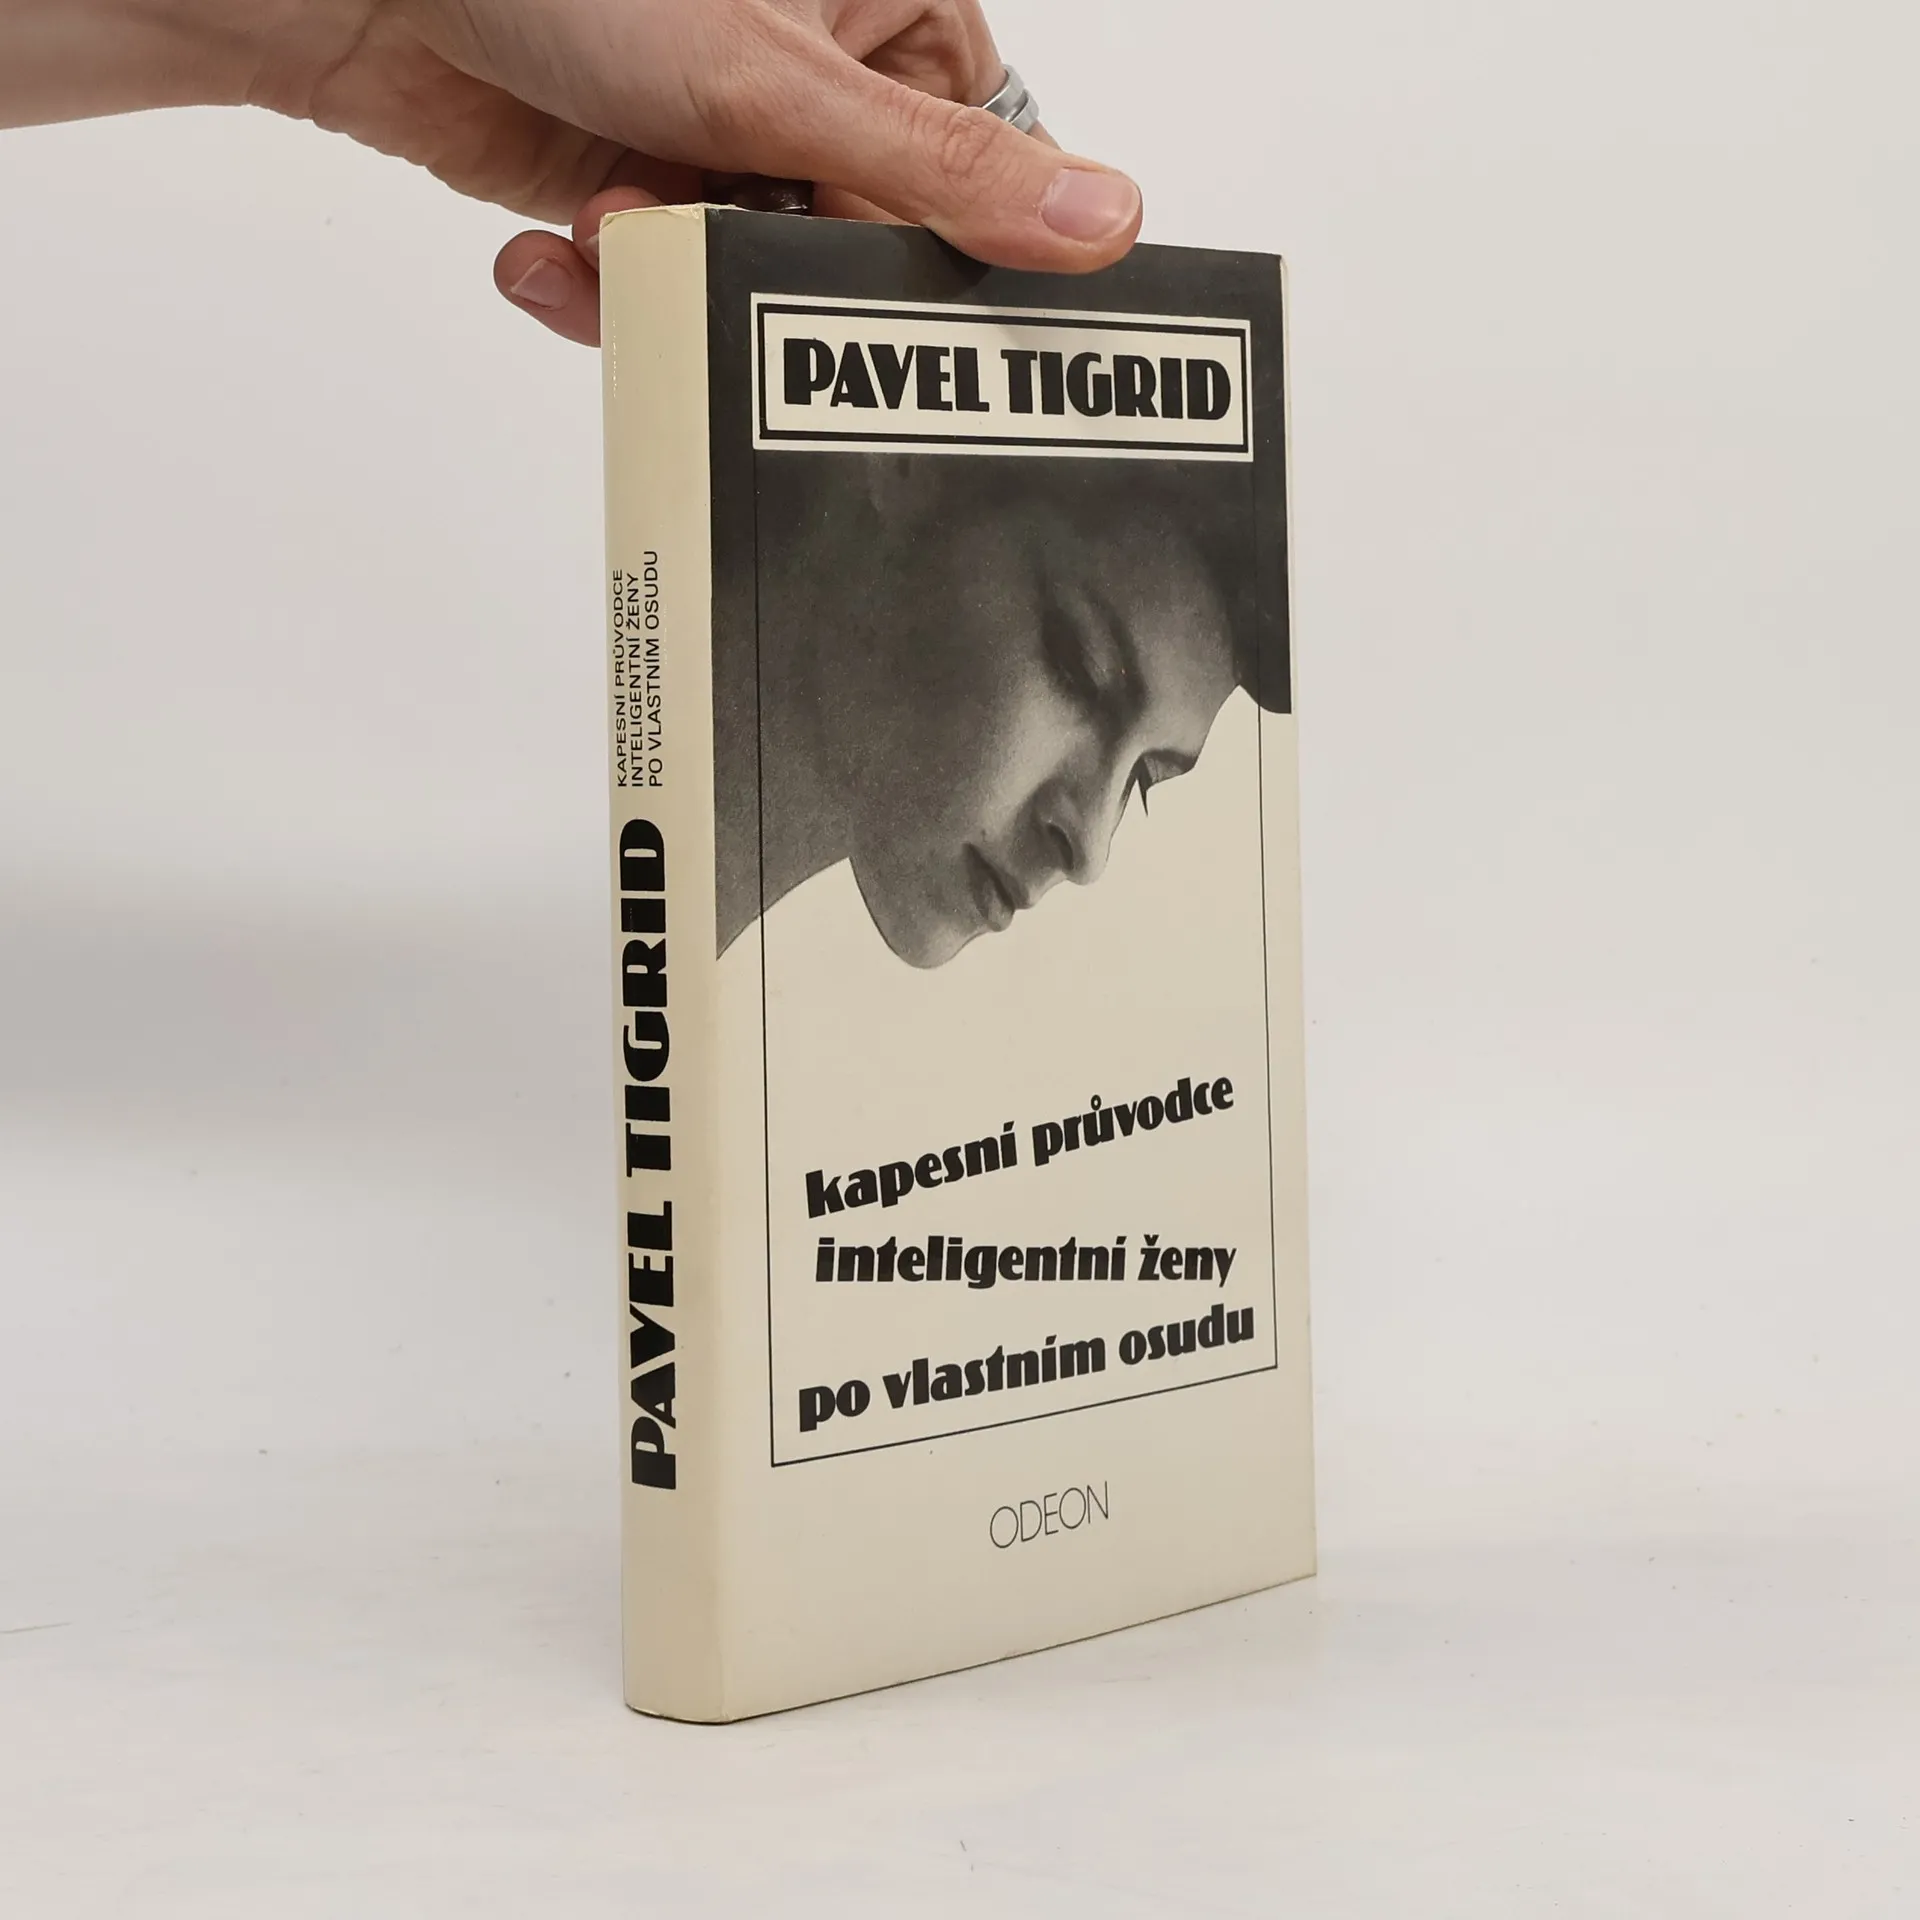 PAVEL TIGRID
kapesní průvodce
inteligentní ženy
po vlastním osudu
ODEON
PAVEL TIGRID
KAPESNÍ PRŮVODCE
INTELIGENTNÍ ŽENY
PO VLASTNÍM OSUDU